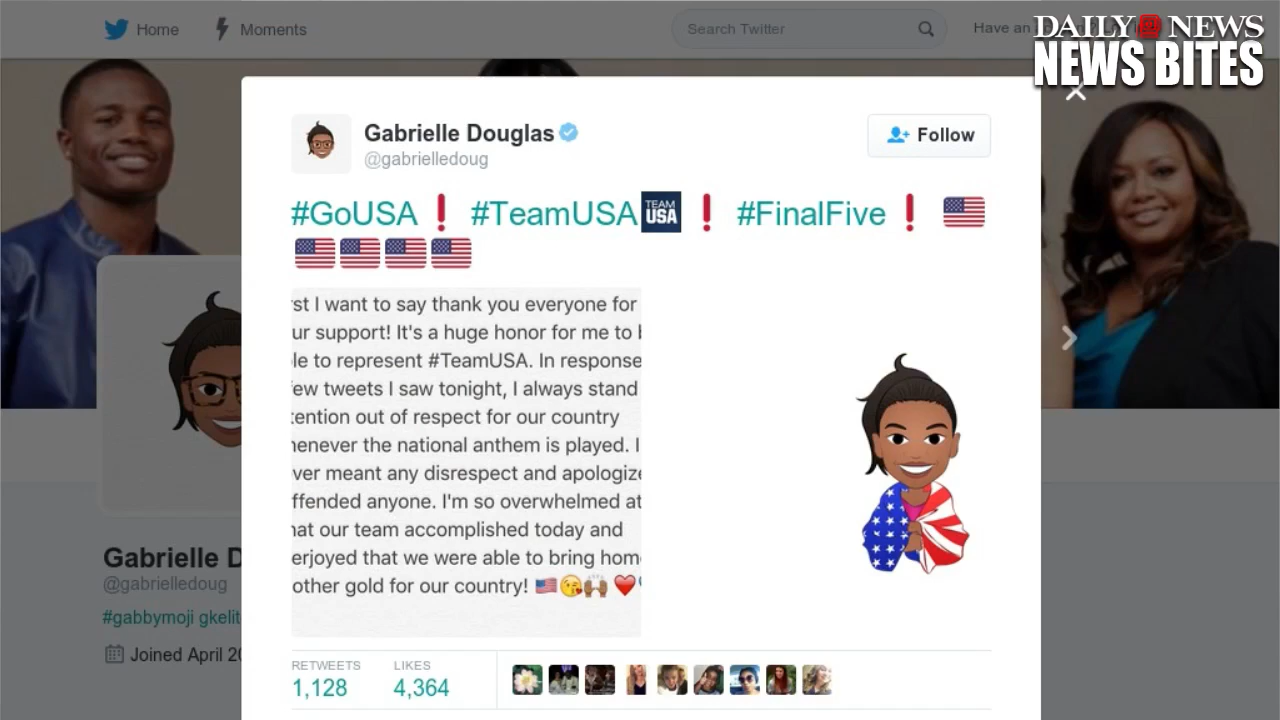 Home Moments Search Twitter Have an
DAILY NEWS
NEWS BITES
Gabrielle Douglas
@gabrielledoug
Follow
#GoUSA❗ #TeamUSA TEAM USA ❗ #FinalFive❗ 🇺🇸
🇺🇸🇺🇸🇺🇸🇺🇸
rst I want to say thank you everyone for
ur support! It's a huge honor for me to b
le to represent #TeamUSA. In response
few tweets I saw tonight, I always stand
tention out of respect for our country
henever the national anthem is played. I
ver meant any disrespect and apologize
ffended anyone. I'm so overwhelmed at
hat our team accomplished today and
erjoyed that we were able to bring hom
other gold for our country! 🇺🇸😘🙌🏾❤️
Gabrielle D
@gabrielledoug
#gabbymoji gkelit
Joined April 20
RETWEETS LIKES
1,128 4,364